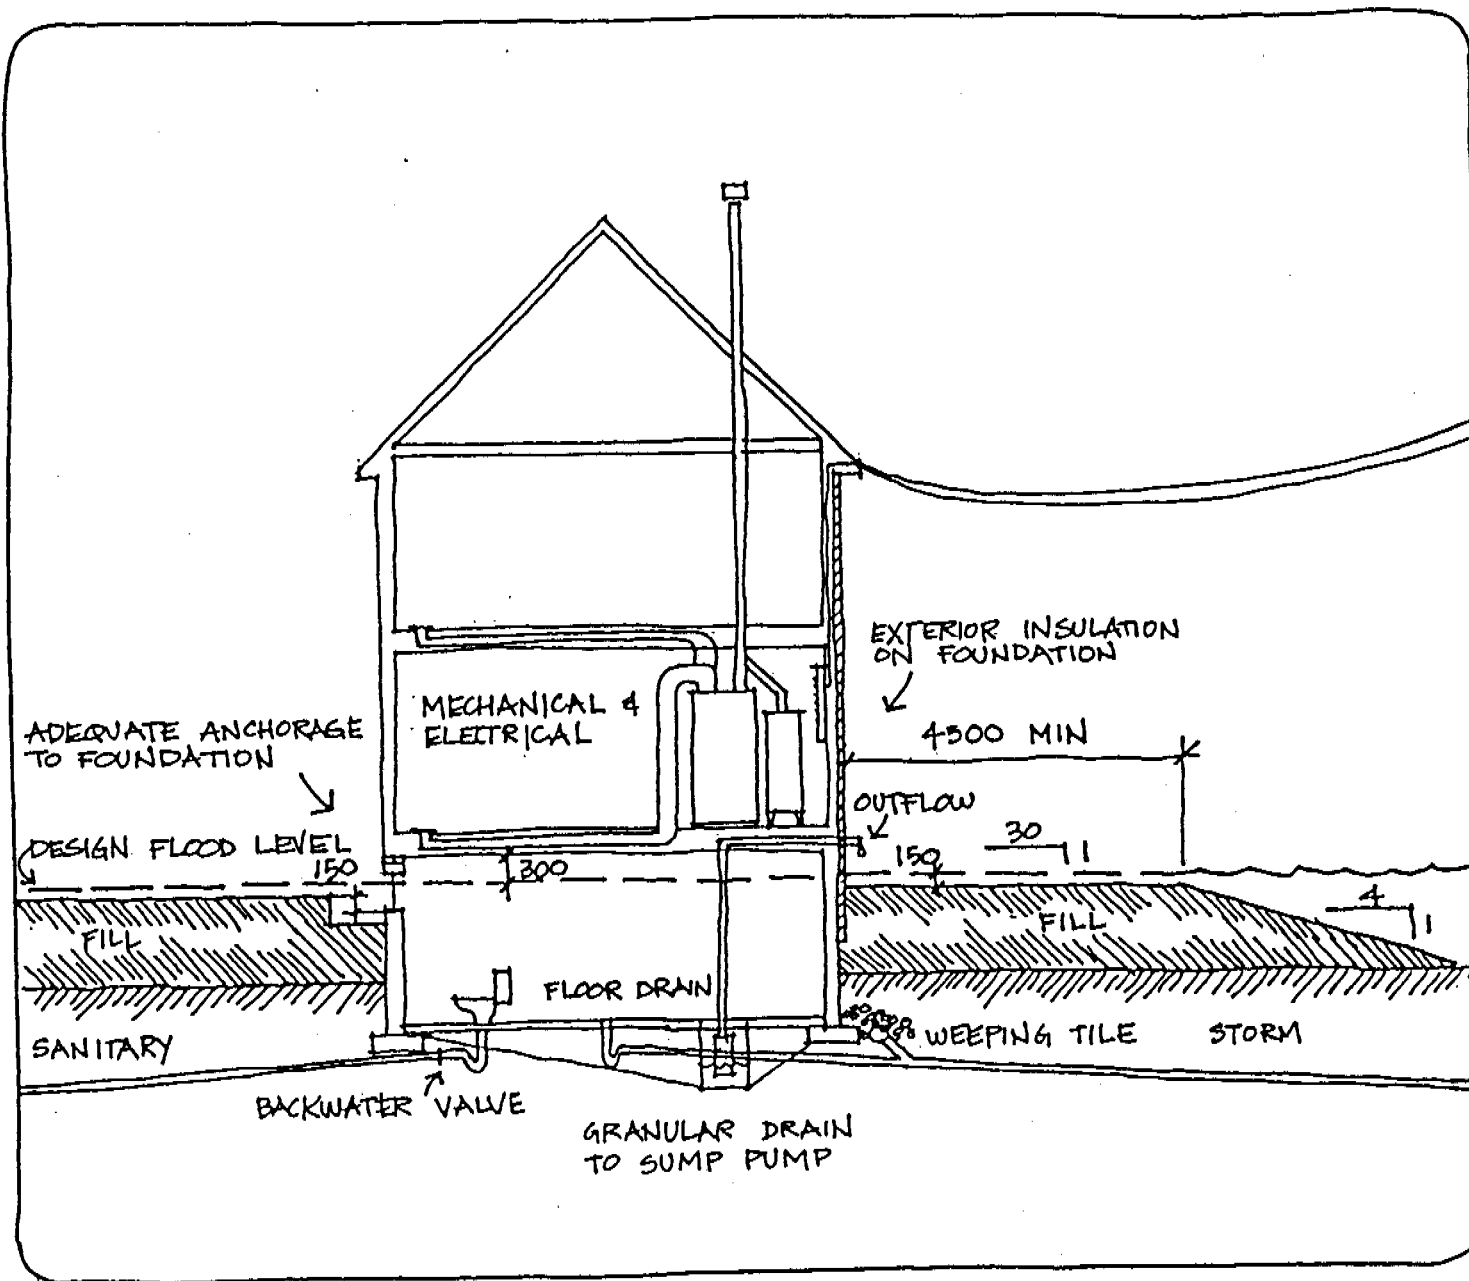 EXTERIOR INSULATION
ON FOUNDATION
MECHANICAL &
ELECTRICAL
ADEQUATE ANCHORAGE
TO FOUNDATION
4500 MIN
OUTFLOW
DESIGN FLOOD LEVEL
150
300
150
30
1
4
1
FILL
FILL
FLOOR DRAIN
SANITARY
WEEPING TILE
STORM
BACKWATER VALVE
GRANULAR DRAIN
TO SUMP PUMP